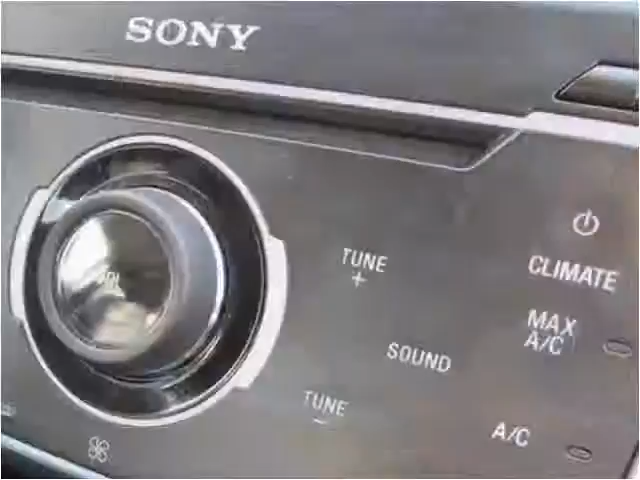 SONY
TUNE
+
CLIMATE
MAX
A/C
SOUND
TUNE
-
A/C